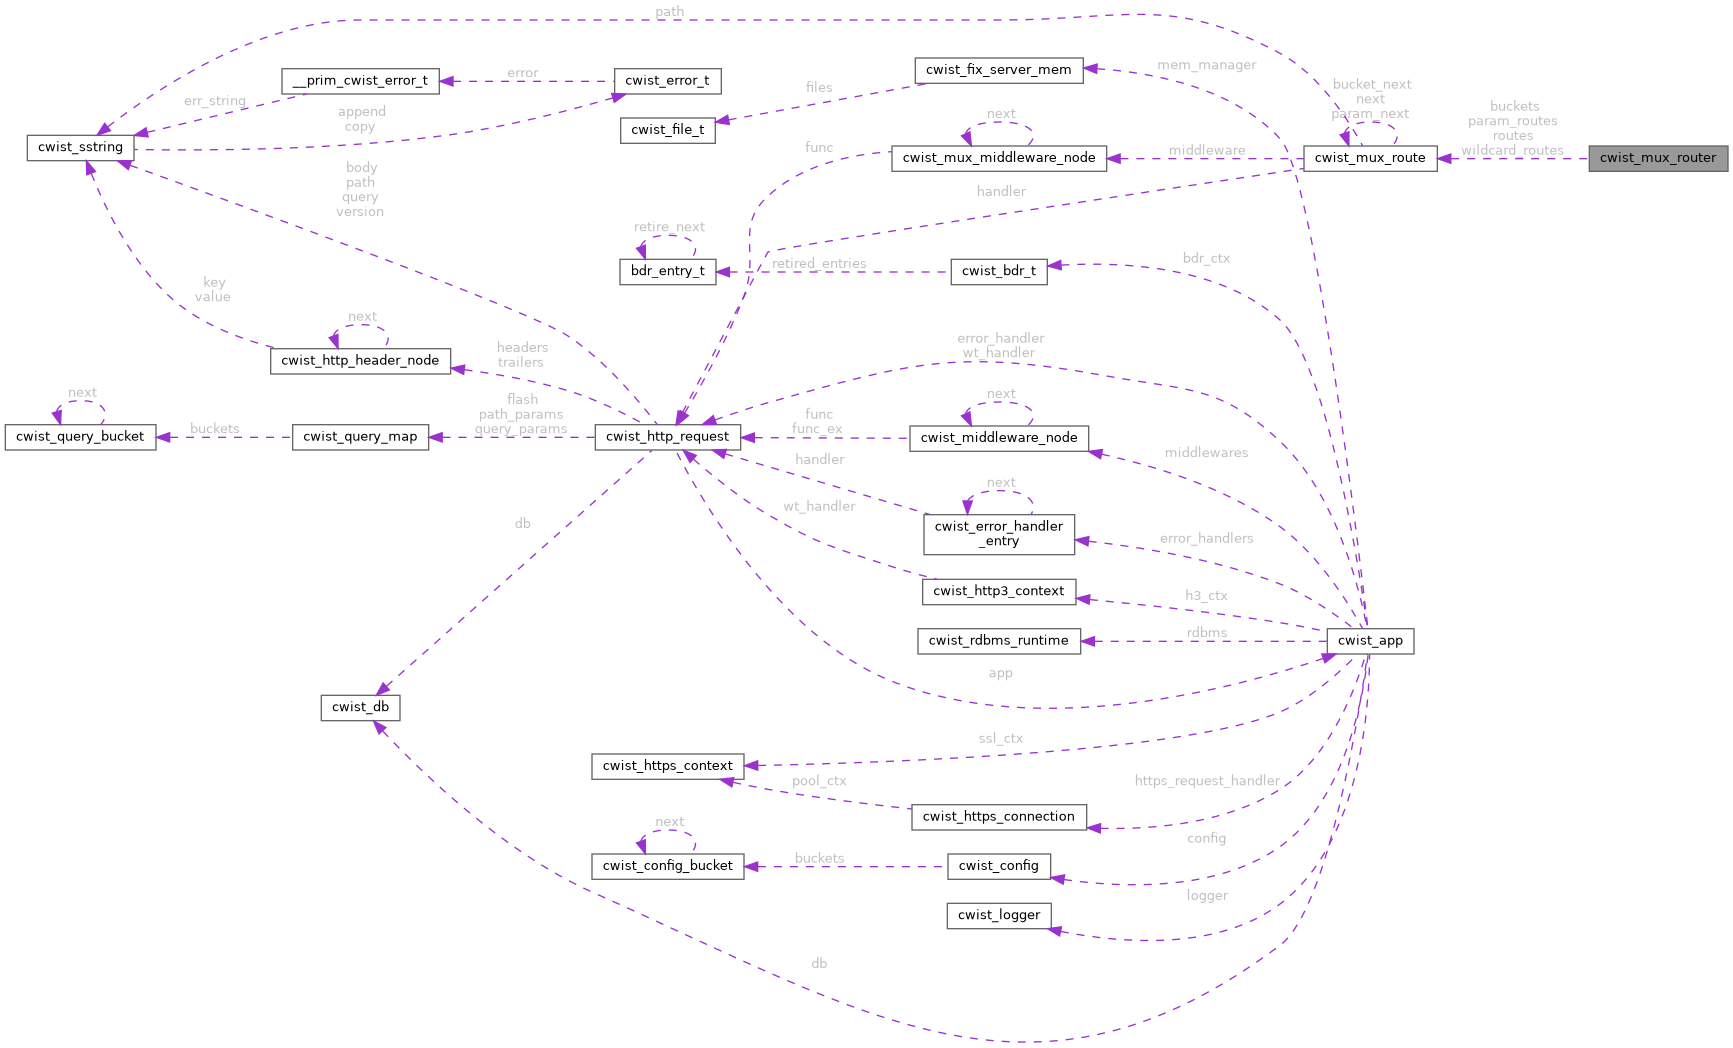 path
__prim_cwist_error_t
error
cwist_error_t
cwist_fix_server_mem
mem_manager
files
err_string
append
copy
cwist_file_t
bucket_next
next
param_next
buckets
param_routes
routes
wildcard_routes
cwist_sstring
func
next
cwist_mux_middleware_node
middleware
cwist_mux_route
cwist_mux_router
body
path
query
version
handler
retire_next
bdr_entry_t
retired_entries
cwist_bdr_t
bdr_ctx
key
value
next
cwist_http_header_node
headers
trailers
error_handler
wt_handler
next
cwist_query_bucket
buckets
cwist_query_map
flash
path_params
query_params
cwist_http_request
func
func_ex
next
cwist_middleware_node
middlewares
handler
next
cwist_error_handler
_entry
error_handlers
db
wt_handler
cwist_http3_context
h3_ctx
cwist_rdbms_runtime
rdbms
cwist_app
app
cwist_db
ssl_ctx
cwist_https_context
pool_ctx
https_request_handler
cwist_https_connection
next
cwist_config_bucket
buckets
cwist_config
config
cwist_logger
logger
db